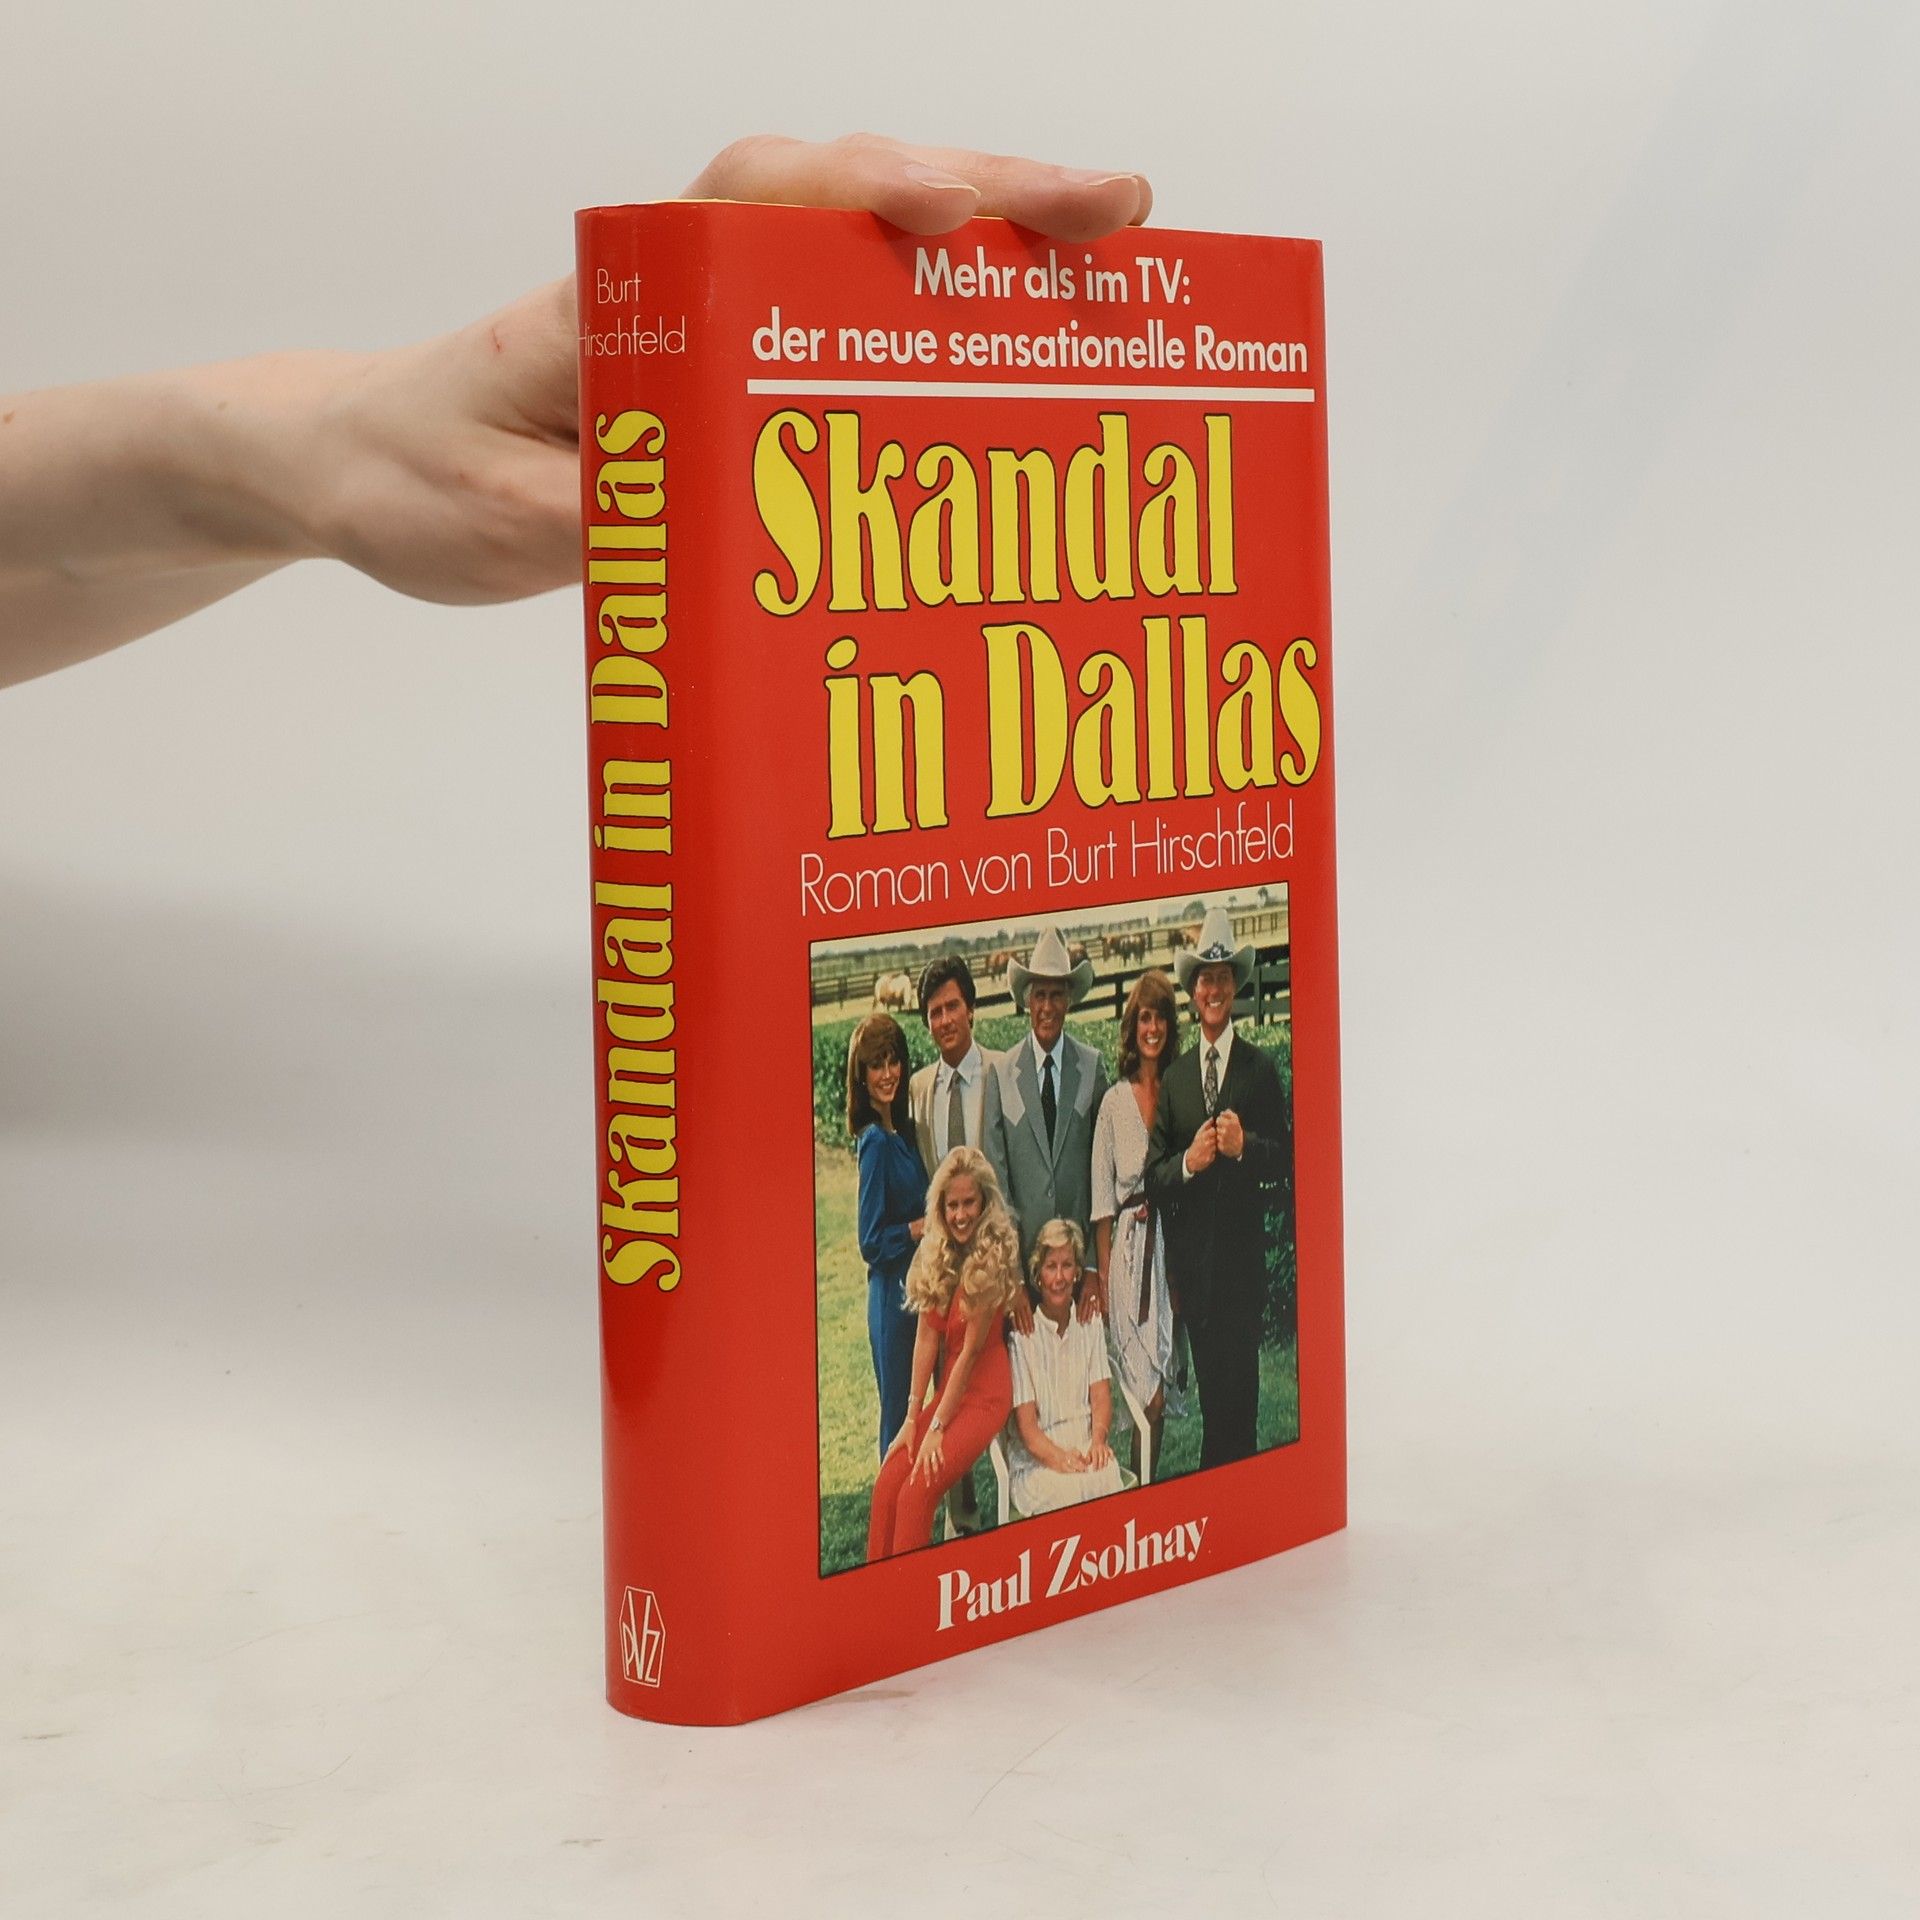 Burt
Hirschfeld
Skandal in Dallas
PVZ
Mehr als im TV:
der neue sensationelle Roman
Skandal
in Dallas
Roman von Burt Hirschfeld
Paul Zsolnay